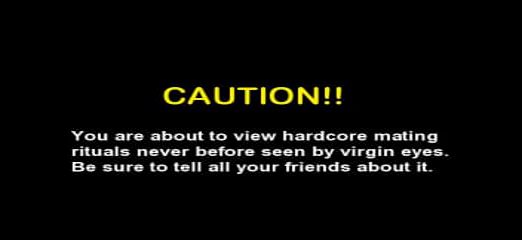 CAUTION!!
You are about to view hardcore mating
rituals never before seen by virgin eyes.
Be sure to tell all your friends about it.